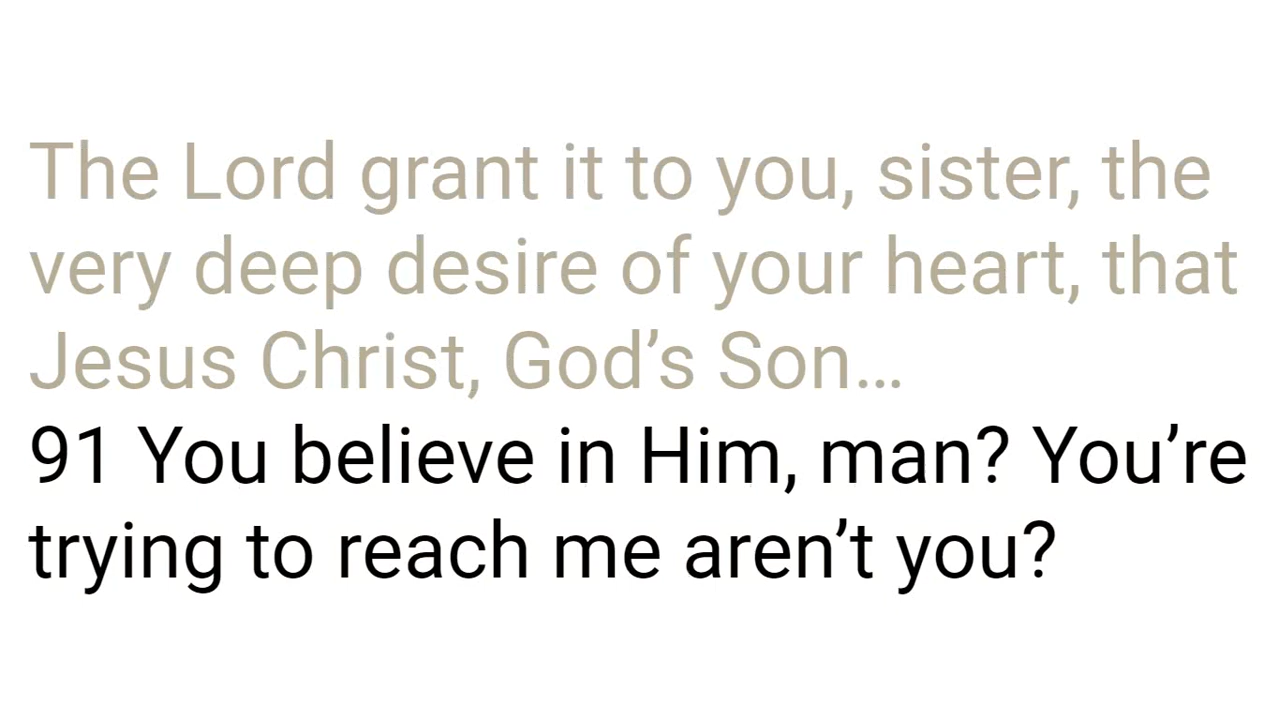 The Lord grant it to you, sister, the
very deep desire of your heart, that
Jesus Christ, God’s Son…
91 You believe in Him, man? You’re
trying to reach me aren’t you?